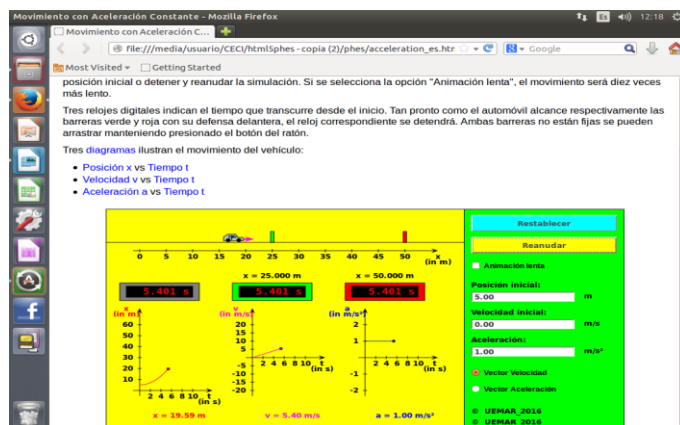 Movimiento con Aceleración Constante - Mozilla Firefox
Es
12:18
Movimiento con Aceleración C...
file:///media/usuario/CECI/html5phes - copia (2)/phes/acceleration_es.htm
Google
Most Visited
Getting Started
posición inicial o detener y reanudar la simulación. Si se selecciona la opción "Animación lenta", el movimiento será diez veces
más lento.
Tres relojes digitales indican el tiempo que transcurre desde el inicio. Tan pronto como el automóvil alcance respectivamente las
barreras verde y roja con su defensa delantera, el reloj correspondiente se detendrá. Ambas barreras no están fijas se pueden
arrastrar manteniendo presionado el botón del ratón.
Tres diagramas ilustran el movimiento del vehículo:
Posición x vs Tiempo t
Velocidad v vs Tiempo t
Aceleración a vs Tiempo t
0 5 10 15 20 25 30 35 40 45 50 x
(in m)
x = 25.000 m
x = 50.000 m
5.401 s
5.401 s
5.401 s
x
(in m)
60
50
40
30
20
10
2 4 6 8 10 t
(in s)
v
(in m/s)
20
15
10
5
-5
-10
-15
-20
2 4 6 8 10 t
(in s)
a
(in m/s²)
2
1
-1
-2
2 4 6 8 10 t
(in s)
x = 19.59 m
v = 5.40 m/s
a = 1.00 m/s²
Restablecer
Reanudar
Animación lenta
Posición inicial:
5.00 m
Velocidad inicial:
0.00 m/s
Aceleración:
1.00 m/s²
Vector Velocidad
Vector Aceleración
© UEMAR 2016
© UEMAR 2016